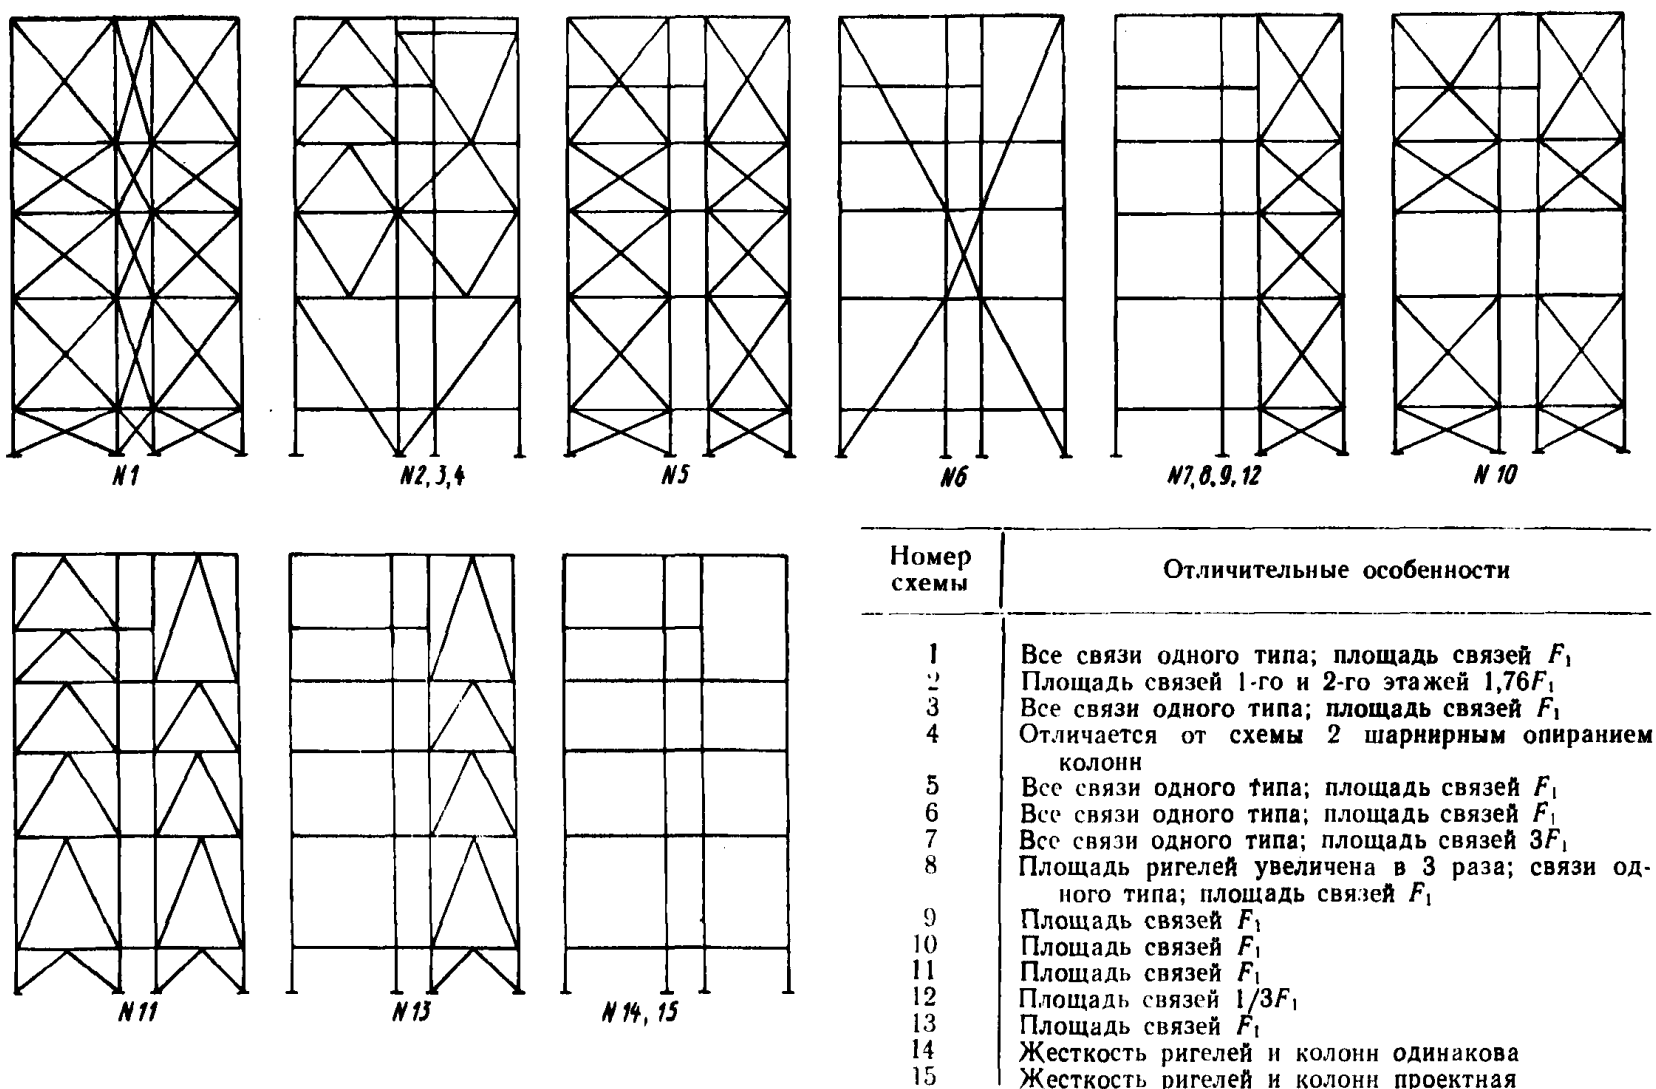 N1
N2, 3, 4
N5
N6
N7, 8, 9, 12
N 10
N11
N13
N 14, 15
Номер схемы
Отличительные особенности
1 Все связи одного типа; площадь связей F₁
2 Площадь связей 1-го и 2-го этажей 1,76F₁
3 Все связи одного типа; площадь связей F₁
4 Отличается от схемы 2 шарнирным опиранием
колонн
5 Все связи одного типа; площадь связей F₁
6 Все связи одного типа; площадь связей F₁
7 Все связи одного типа; площадь связей 3F₁
8 Площадь ригелей увеличена в 3 раза; связи од-
ного типа; площадь связей F₁
9 Площадь связей F₁
10 Площадь связей F₁
11 Площадь связей F₁
12 Площадь связей 1/3F₁
13 Площадь связей F₁
14 Жесткость ригелей и колонн одинакова
15 Жесткость ригелей и колонн проектная